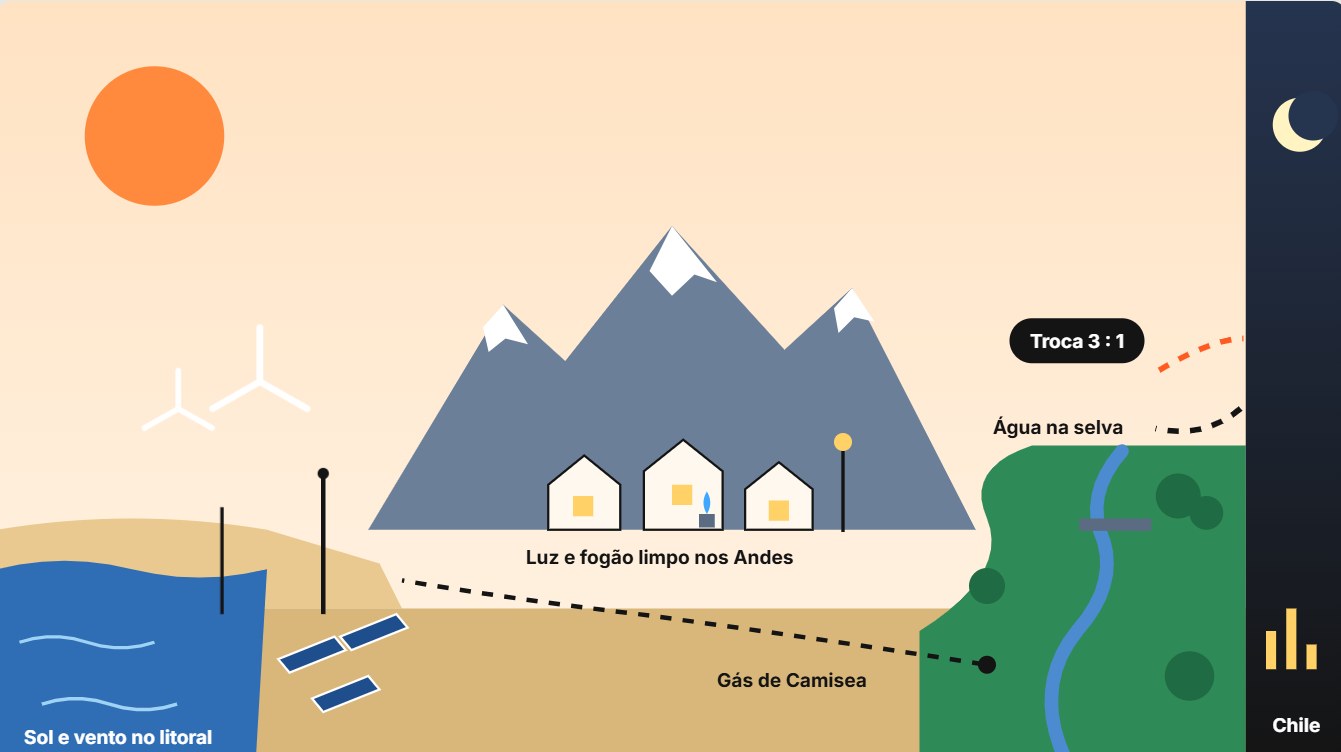 Troca 3 : 1
Água na selva
Luz e fogão limpo nos Andes
Gás de Camisea
Sol e vento no litoral
Chile